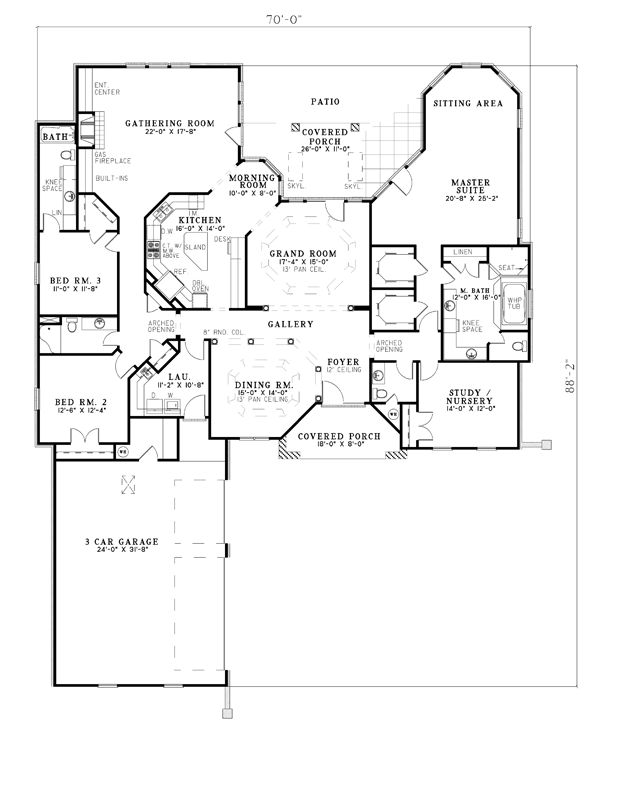 70'-0"
ENT.
CENTER
GATHERING ROOM
22'-0" X 17'-8"
GAS
FIREPLACE
BUILT-INS
BATH
KNEE
SPACE
LIN.
PATIO
COVERED
PORCH
26'-0" X 11'-0"
SKYL.
SKYL.
SITTING AREA
MASTER
SUITE
20'-8" X 25'-2"
MORNING
ROOM
10'-0" X 8'-0"
KITCHEN
16'-0" X 14'-0"
T.M.
D.W.
C.T. W/
M.W.
ABOVE
ISLAND
DESK
REF
DBL
OVEN
GRAND ROOM
17'-4" X 15'-0"
13' PAN CEIL.
BED RM. 3
11'-0" X 11'-8"
LINEN
SEAT
M. BATH
12'-0" X 16'-0"
WHP
TUB
KNEE
SPACE
GALLERY
ARCHED
OPENING
8" RND. COL.
ARCHED
OPENING
FOYER
12' CEILING
LAU.
11'-2" X 10'-8"
D. W
DINING RM.
15'-0" X 14'-0"
13' PAN CEILING
BED RM. 2
12'-6" X 12'-4"
STUDY /
NURSERY
14'-0" X 12'-0"
WH
WH
COVERED PORCH
18'-0" X 8'-0"
88'-2"
3 CAR GARAGE
24'-0" X 31'-8"